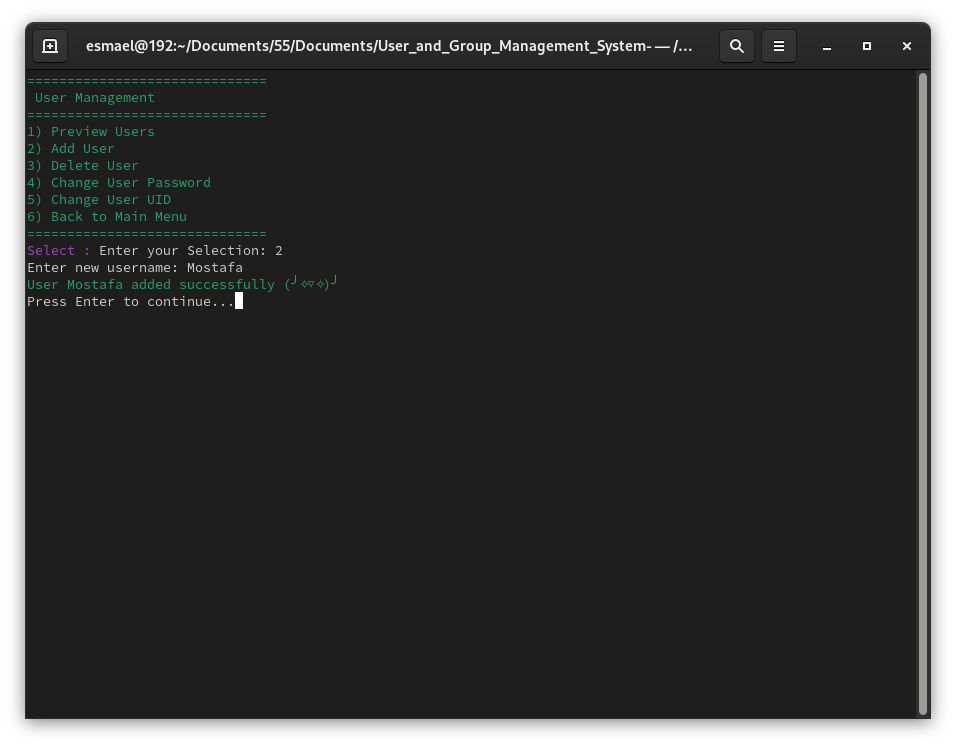 esmael@192:~/Documents/55/Documents/User_and_Group_Management_System- — /...
==============================
 User Management
==============================
1) Preview Users
2) Add User
3) Delete User
4) Change User Password
5) Change User UID
6) Back to Main Menu
==============================
Select : Enter your Selection: 2
Enter new username: Mostafa
User Mostafa added successfully (╯✧▽✧)╯
Press Enter to continue...